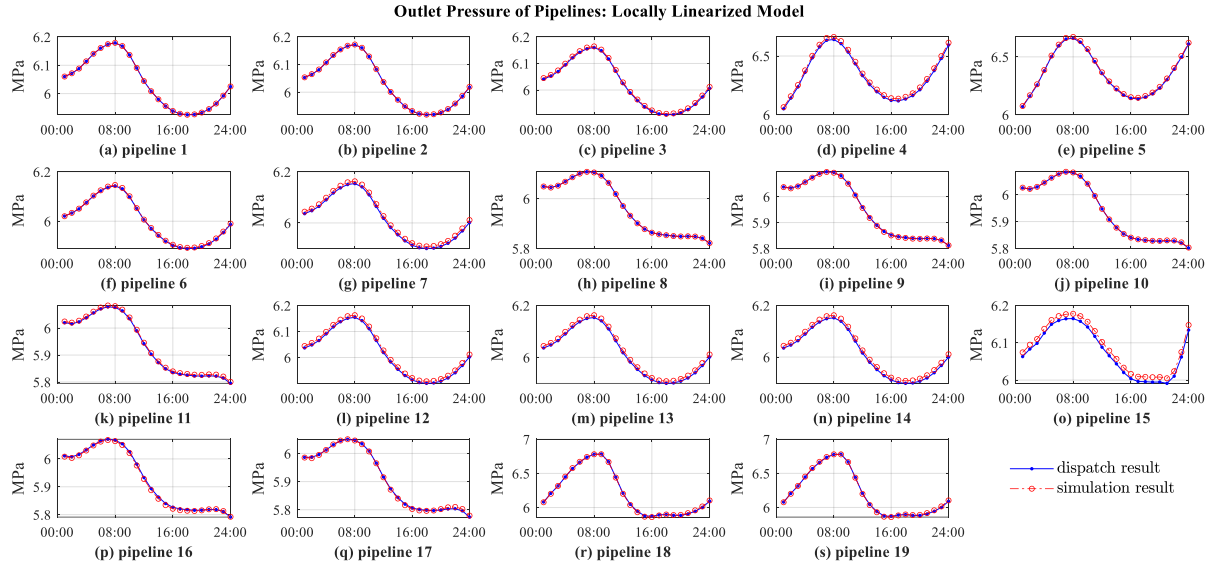 Outlet Pressure of Pipelines: Locally Linearized Model
MPa 6.2 6.1 6 00:00 08:00 16:00 24:00
(a) pipeline 1
MPa 6.2 6.1 6 00:00 08:00 16:00 24:00
(b) pipeline 2
MPa 6.2 6.1 6 00:00 08:00 16:00 24:00
(c) pipeline 3
MPa 6.5 6 00:00 08:00 16:00 24:00
(d) pipeline 4
MPa 6.5 6 00:00 08:00 16:00 24:00
(e) pipeline 5
MPa 6.2 6 00:00 08:00 16:00 24:00
(f) pipeline 6
MPa 6.2 6 00:00 08:00 16:00 24:00
(g) pipeline 7
MPa 6 5.8 00:00 08:00 16:00 24:00
(h) pipeline 8
MPa 6 5.9 5.8 00:00 08:00 16:00 24:00
(i) pipeline 9
MPa 6 5.9 5.8 00:00 08:00 16:00 24:00
(j) pipeline 10
MPa 6 5.9 5.8 00:00 08:00 16:00 24:00
(k) pipeline 11
MPa 6.2 6.1 6 00:00 08:00 16:00 24:00
(l) pipeline 12
MPa 6.2 6 00:00 08:00 16:00 24:00
(m) pipeline 13
MPa 6.2 6 00:00 08:00 16:00 24:00
(n) pipeline 14
MPa 6.2 6.1 6 00:00 08:00 16:00 24:00
(o) pipeline 15
MPa 6 5.9 5.8 00:00 08:00 16:00 24:00
(p) pipeline 16
MPa 6 5.9 5.8 00:00 08:00 16:00 24:00
(q) pipeline 17
MPa 7 6.5 6 00:00 08:00 16:00 24:00
(r) pipeline 18
MPa 7 6.5 6 00:00 08:00 16:00 24:00
(s) pipeline 19
dispatch result
simulation result